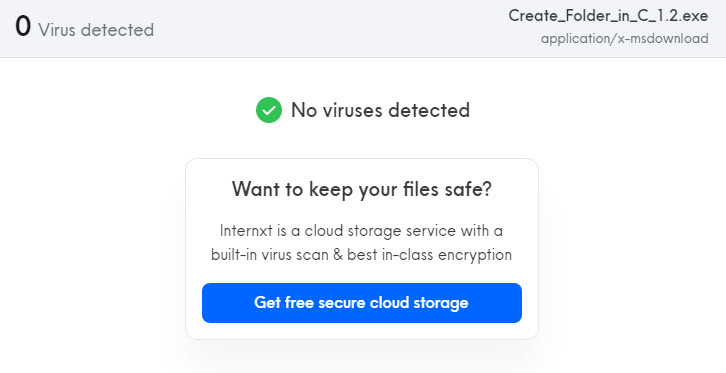 0 Virus detected
Create_Folder_in_C_1.2.exe
application/x-msdownload
No viruses detected
Want to keep your files safe?
Internxt is a cloud storage service with a
built-in virus scan & best in-class encryption
Get free secure cloud storage